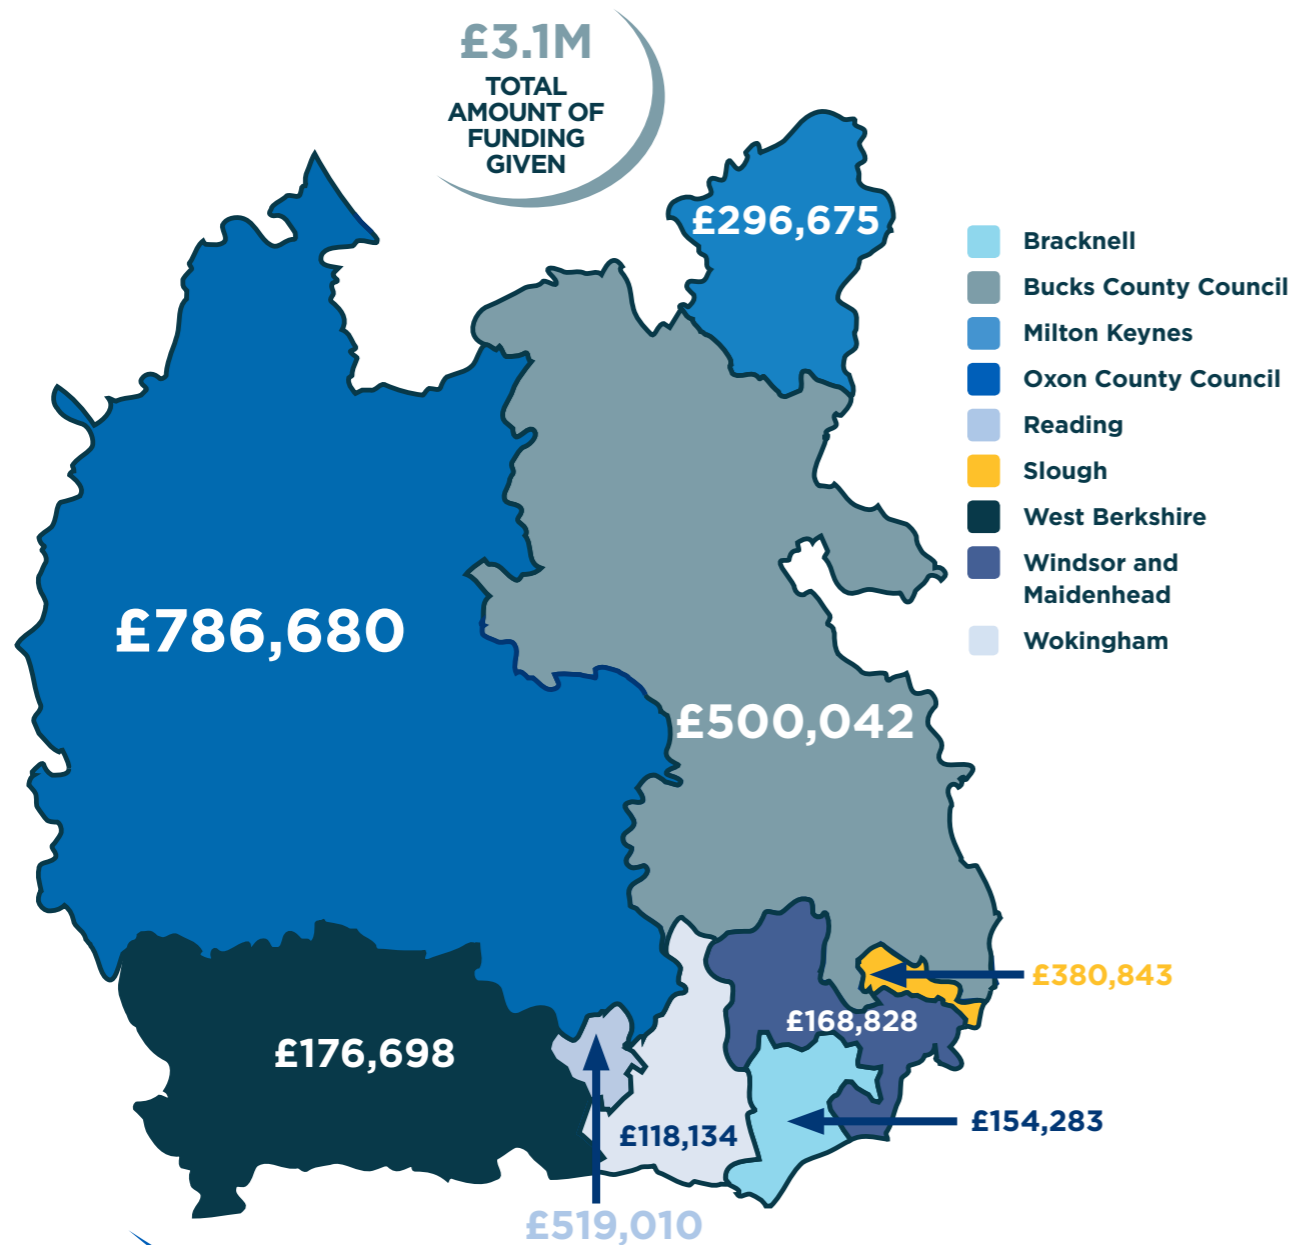 £3.1M
TOTAL
AMOUNT OF
FUNDING
GIVEN
£296,675
Bracknell
Bucks County Council
Milton Keynes
Oxon County Council
Reading
Slough
West Berkshire
Windsor and
Maidenhead
Wokingham
£786,680
£500,042
£380,843
£168,828
£176,698
£154,283
£118,134
£519,010